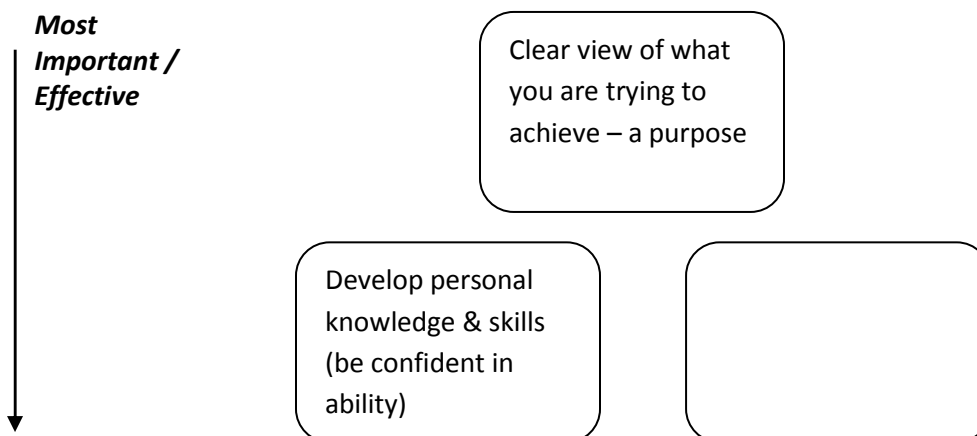 Most
Important /
Effective
Clear view of what
you are trying to
achieve – a purpose
Develop personal
knowledge & skills
(be confident in
ability)